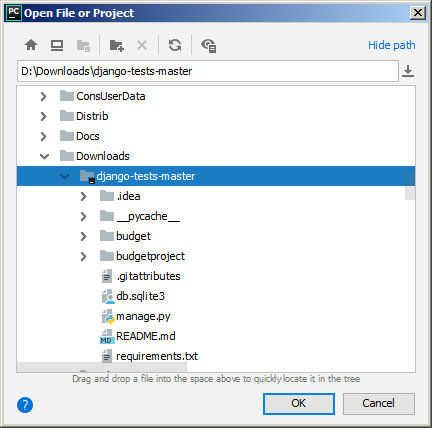 PC Open File or Project
Hide path
D:\Downloads\django-tests-master
ConsUserData
Distrib
Docs
Downloads
django-tests-master
.idea
__pycache__
budget
budgetproject
.gitattributes
db.sqlite3
manage.py
MD README.md
requirements.txt
Drag and drop a file into the space above to quickly locate it in the tree
? OK Cancel